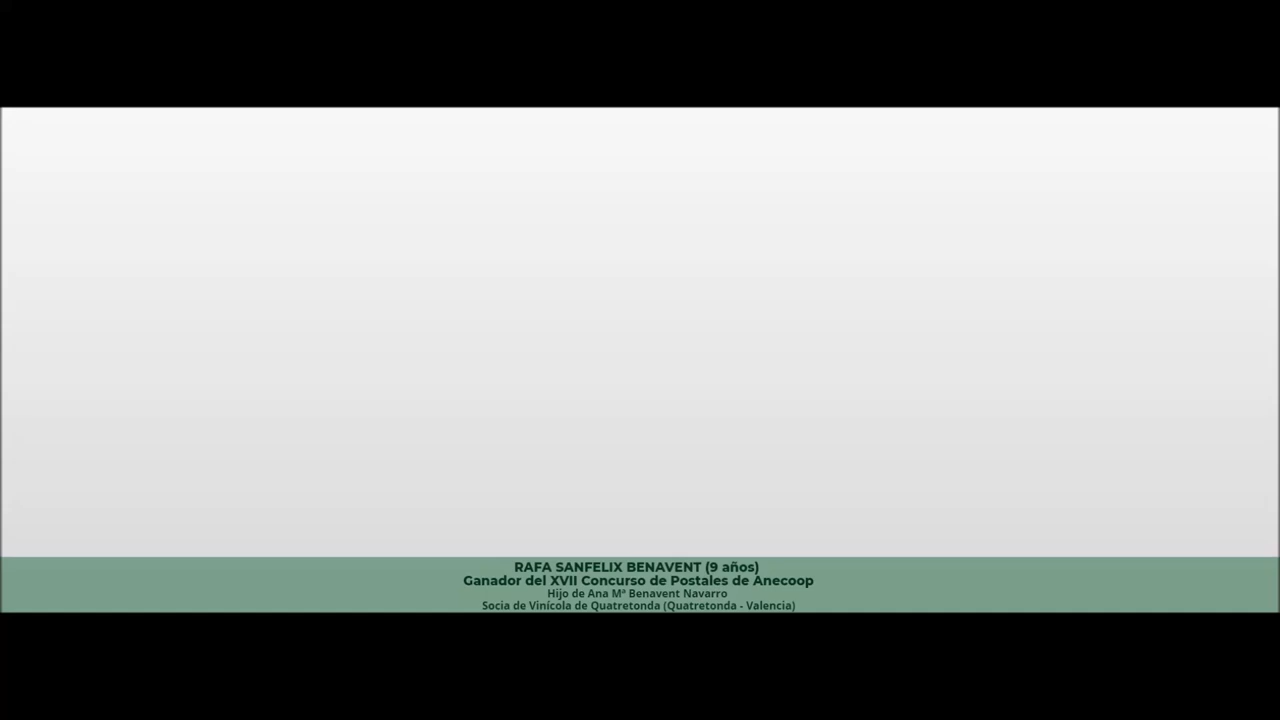 RAFA SANFELIX BENAVENT (9 años)
Ganador del XVII Concurso de Postales de Anecoop
Hijo de Ana Mª Benavent Navarro
Socia de Vinícola de Quatretonda (Quatretonda - Valencia)